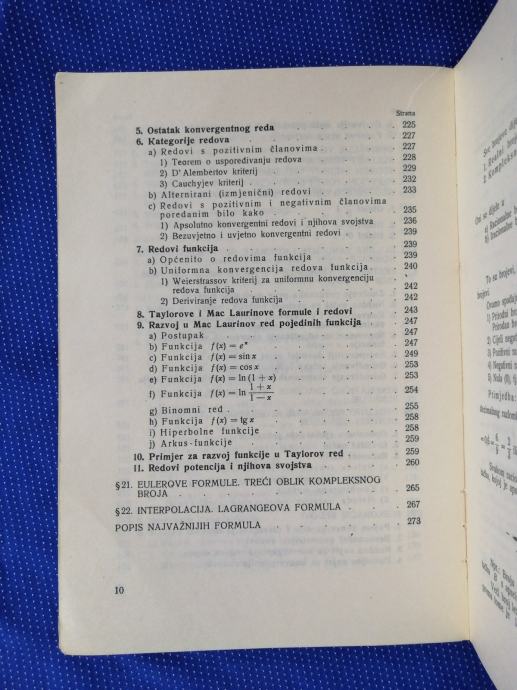 Strana
5. Ostatak konvergentnog reda . . . . . . 225
6. Kategorije redova . . . . . . 227
a) Redovi s pozitivnim članovima . . . . . 227
1) Teorem o uspoređivanju redova . . . . 228
2) D'Alembertov kriterij . . . . . 229
3) Cauchyjev kriterij . . . . . . 232
b) Alternirani (izmjenični) redovi . . . . . 233
c) Redovi s pozitivnim i negativnim članovima
poredanim bilo kako . . . . . . 235
1) Apsolutno konvergentni redovi i njihova svojstva . 236
2) Bezuvjetno i uvjetno konvergentni redovi . . . 239
7. Redovi funkcija . . . . . . . 239
a) Općenito o redovima funkcija . . . . . 239
b) Uniformna konvergencija redova funkcija . . . 240
1) Weierstrassov kriterij za uniformnu konvergenciju
redova funkcija . . . . . . 242
2) Deriviranje redova funkcija . . . . . 242
8. Taylorove i Mac Laurinove formule i redovi . . . 243
9. Razvoj u Mac Laurinov red pojedinih funkcija . . . 247
a) Postupak . . . . . . . . 247
b) Funkcija f(x) = eˣ . . . . . . 247
c) Funkcija f(x) = sin x . . . . . . 249
d) Funkcija f(x) = cos x . . . . . . 253
e) Funkcija f(x) = ln (1 + x) . . . . . 253
f) Funkcija f(x) = ln (1 + x)/(1 − x) . . . . . 254
g) Binomni red . . . . . . . 255
h) Funkcija f(x) = tg x . . . . . . 258
i) Hiperbolne funkcije . . . . . . 258
j) Arkus-funkcije . . . . . . . 259
10. Primjer za razvoj funkcije u Taylorov red . . . 259
11. Redovi potencija i njihova svojstva . . . . 260
§ 21. EULEROVE FORMULE. TREĆI OBLIK KOMPLEKSNOG
BROJA . . . . . . . . 265
§ 22. INTERPOLACIJA. LAGRANGEOVA FORMULA . . . 267
POPIS NAJVAŽNIJIH FORMULA . . . . . 273
10